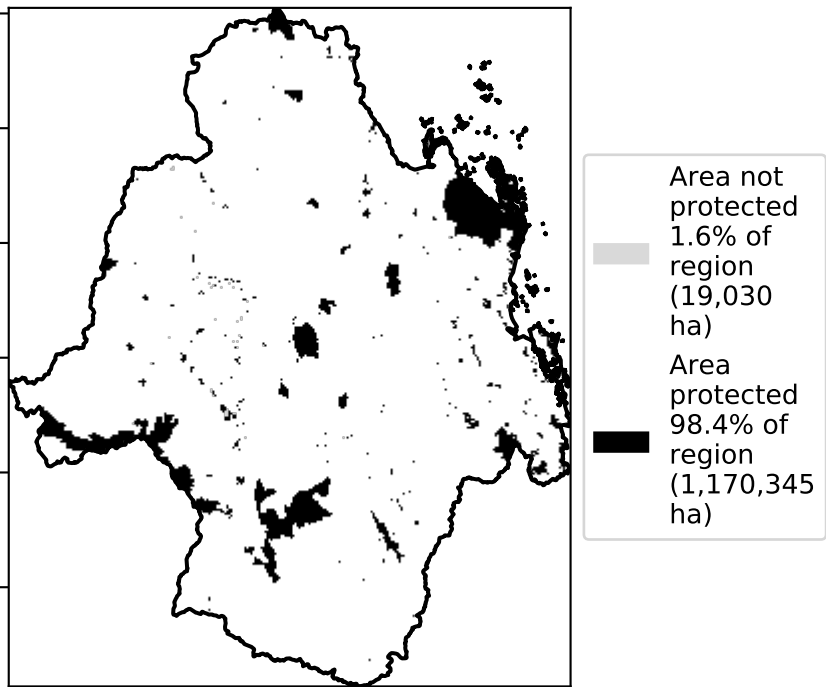 Area not
protected
1.6% of
region
(19,030
ha)
Area
protected
98.4% of
region
(1,170,345
ha)